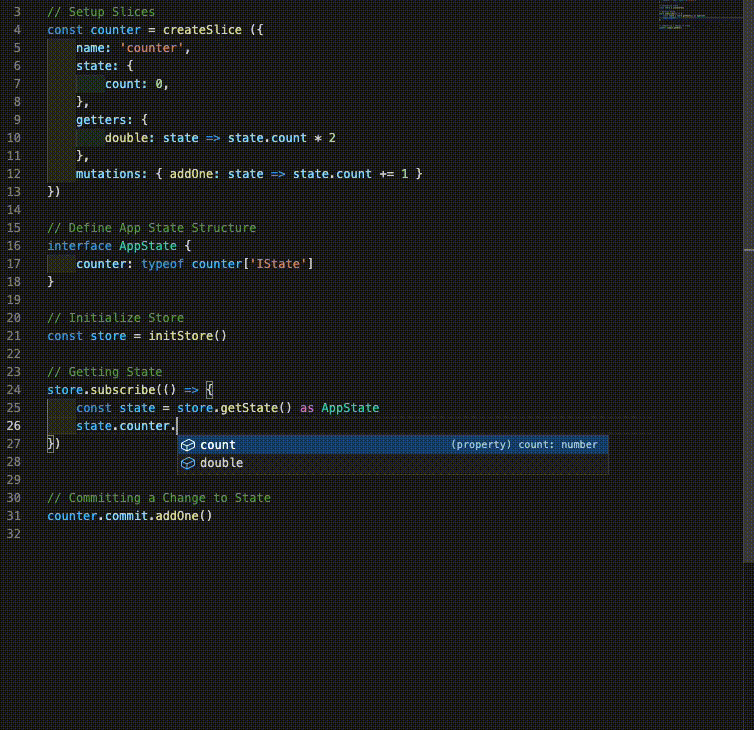 3 // Setup Slices
4 const counter = createSlice ({
5 name: 'counter',
6 state: {
7 count: 0,
8 },
9 getters: {
10 double: state => state.count * 2
11 },
12 mutations: { addOne: state => state.count += 1 }
13 })
14
15 // Define App State Structure
16 interface AppState {
17 counter: typeof counter['IState']
18 }
19
20 // Initialize Store
21 const store = initStore()
22
23 // Getting State
24 store.subscribe(() => {
25 const state = store.getState() as AppState
26 state.counter.
count (property) count: number
27 })
double
28
29
30 // Committing a Change to State
31 counter.commit.addOne()
32